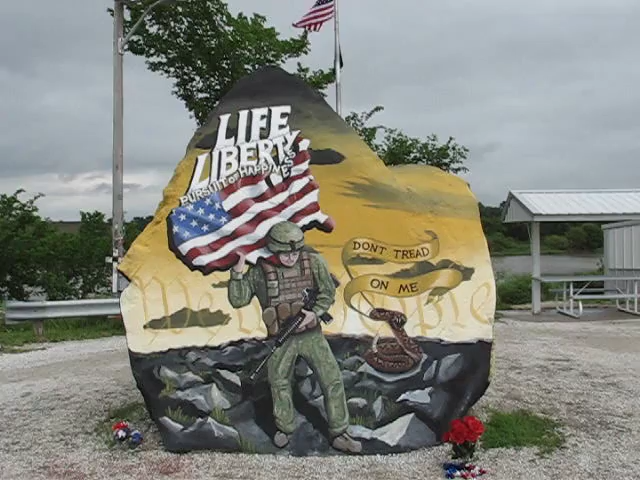 LIFE
LIBERTY
PURSUIT of HAPPINESS
DONT TREAD
ON ME
We the People